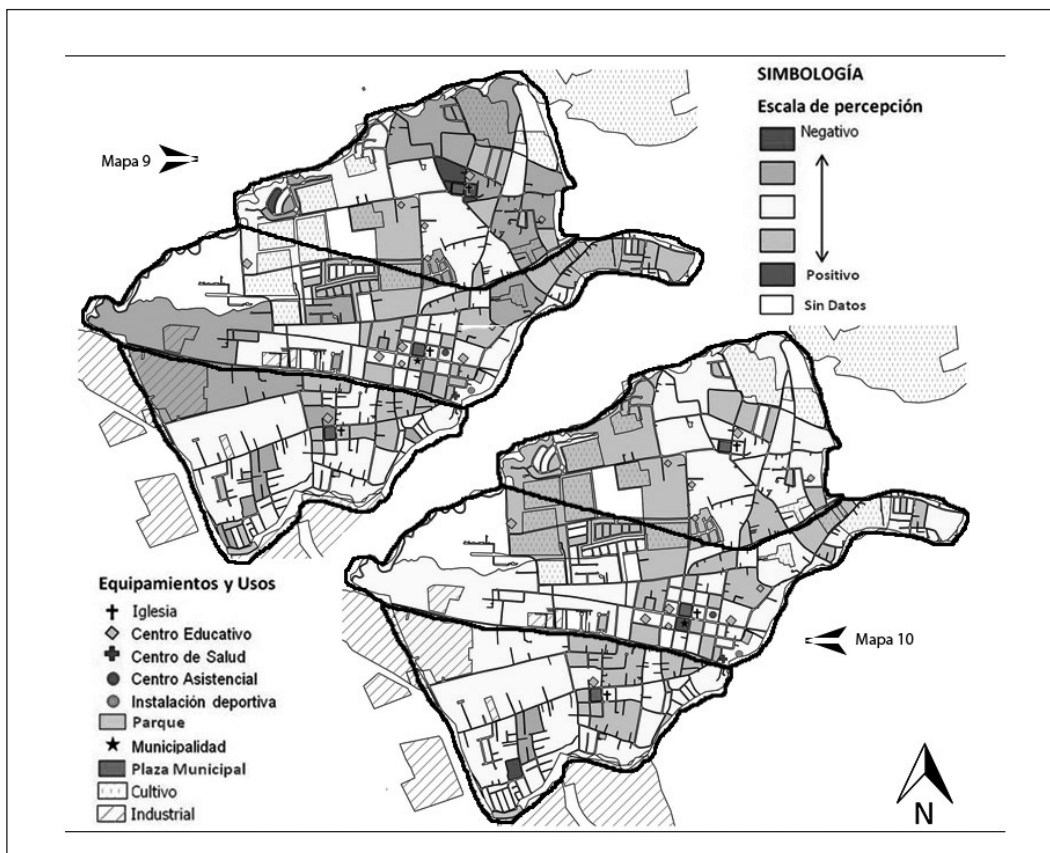 SIMBOLOGÍA
Escala de percepción
Negativo
Positivo
Sin Datos
Mapa 9
Mapa 10
Equipamientos y Usos
Iglesia
Centro Educativo
Centro de Salud
Centro Asistencial
Instalación deportiva
Parque
Municipalidad
Plaza Municipal
Cultivo
Industrial
N